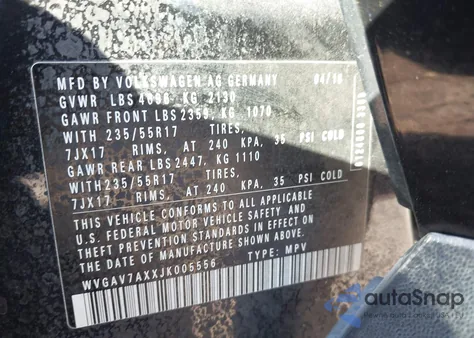 MFD BY VOLKSWAGEN AG GERMANY 04/18
GVWR LBS 4696, KG 2130
GAWR FRONT LBS 2359, KG 1070
WITH 235/55R17 TIRES,
7JX17 RIMS, AT 240 KPA, 35 PSI COLD
GAWR REAR LBS 2447, KG 1110
WITH 235/55R17 TIRES,
7JX17 RIMS, AT 240 KPA, 35 PSI COLD
THIS VEHICLE CONFORMS TO ALL APPLICABLE
U.S. FEDERAL MOTOR VEHICLE SAFETY AND
THEFT PREVENTION STANDARDS IN EFFECT
ON THE DATE OF MANUFACTURE SHOWN ABOVE.
WVGAV7AXXJK005556 TYPE: MPV
autoSnap